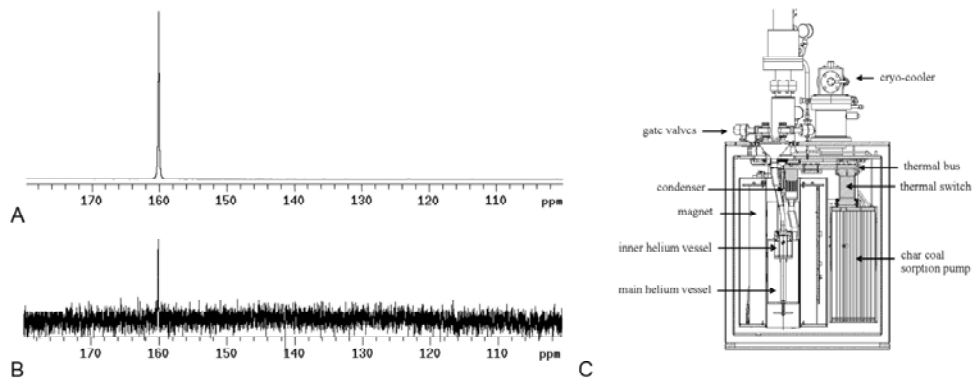 170 160 150 140 130 120 110 ppm
A
170 160 150 140 130 120 110 ppm
B
cryo-cooler
gate valves
thermal bus
condenser
thermal switch
magnet
inner helium vessel
char coal
sorption pump
main helium vessel
C